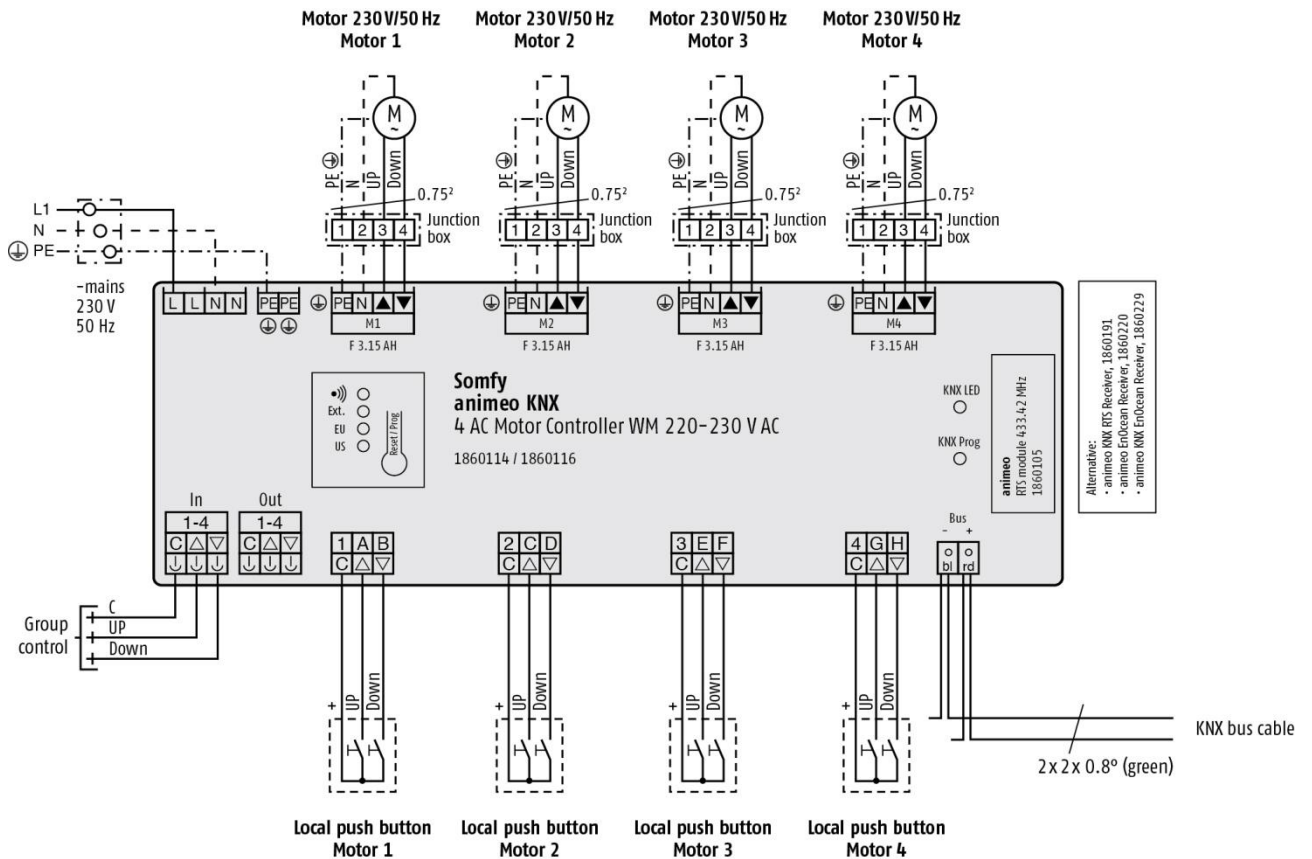 Motor 230 V/50 Hz
Motor 1
Motor 230 V/50 Hz
Motor 2
Motor 230 V/50 Hz
Motor 3
Motor 230 V/50 Hz
Motor 4
M
~
M
~
M
~
M
~
PE N UP Down
PE N UP Down
PE N UP Down
PE N UP Down
0.75²
0.75²
0.75²
0.75²
1 2 3 4
Junction
box
1 2 3 4
Junction
box
1 2 3 4
Junction
box
1 2 3 4
Junction
box
L1
N
PE
~mains
230 V
50 Hz
L L N N PE PE
PE N ▲ ▼
M1
F 3.15 AH
PE N ▲ ▼
M2
F 3.15 AH
PE N ▲ ▼
M3
F 3.15 AH
PE N ▲ ▼
M4
F 3.15 AH
Ext.
EU
US
Reset / Prog
Somfy
animeo KNX
4 AC Motor Controller WM 220–230 V AC
1860114 / 1860116
KNX LED
KNX Prog
animeo
RTS module 433.42 MHz
1860105
Alternative:
· animeo KNX RTS Receiver, 1860191
· animeo EnOcean Receiver, 1860220
· animeo KNX EnOcean Receiver, 1860229
In
1-4
C △ ▽
Out
1-4
C △ ▽
1 A B
C △ ▽
2 C D
C △ ▽
3 E F
C △ ▽
4 G H
C △ ▽
Bus
- +
bl rd
Group
control
C
UP
Down
+ UP Down
+ UP Down
+ UP Down
+ UP Down
KNX bus cable
2 x 2 x 0.8º (green)
Local push button
Motor 1
Local push button
Motor 2
Local push button
Motor 3
Local push button
Motor 4